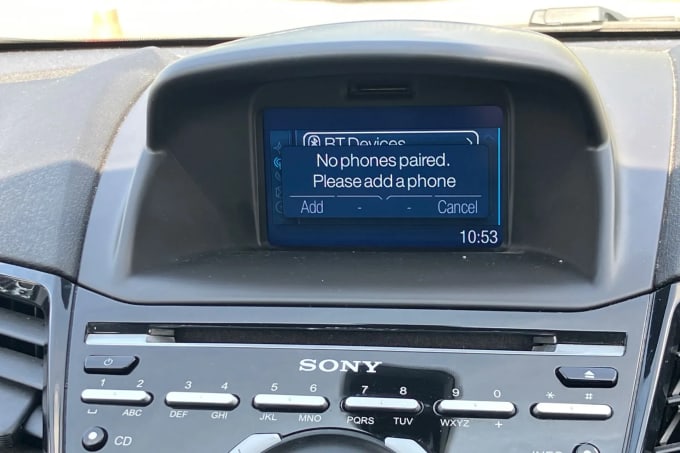 BT Devices
No phones paired.
Please add a phone
Add - - Cancel
10:53
SONY
1 2 3 4 5 6 7 8 9 0 * #
ABC DEF GHI JKL MNO PQRS TUV WXYZ +
CD